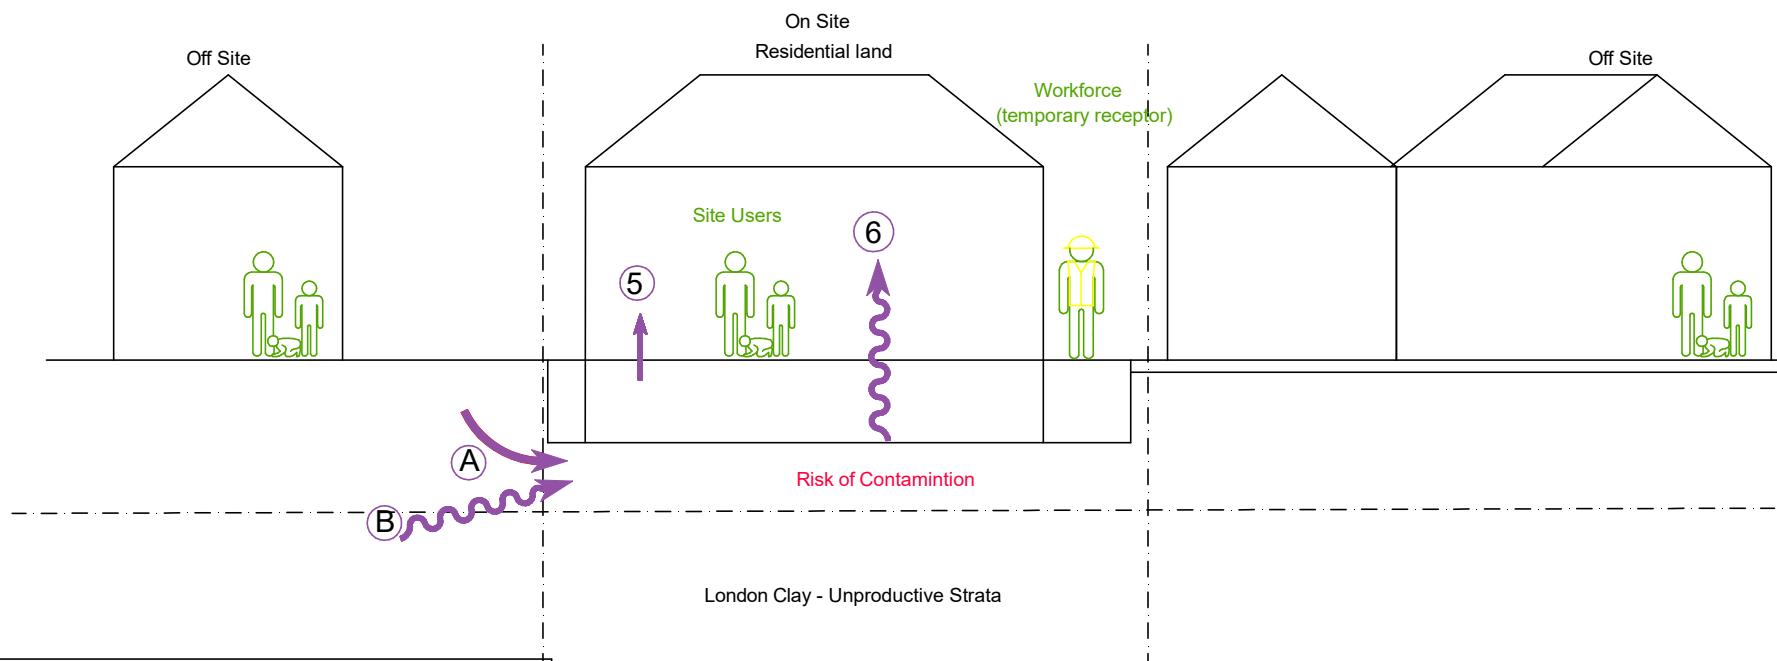 On Site
Off Site
Residential land
Off Site
Workforce
(temporary receptor)
Site Users
6
5
A
Risk of Contamintion
B
London Clay - Unproductive Strata